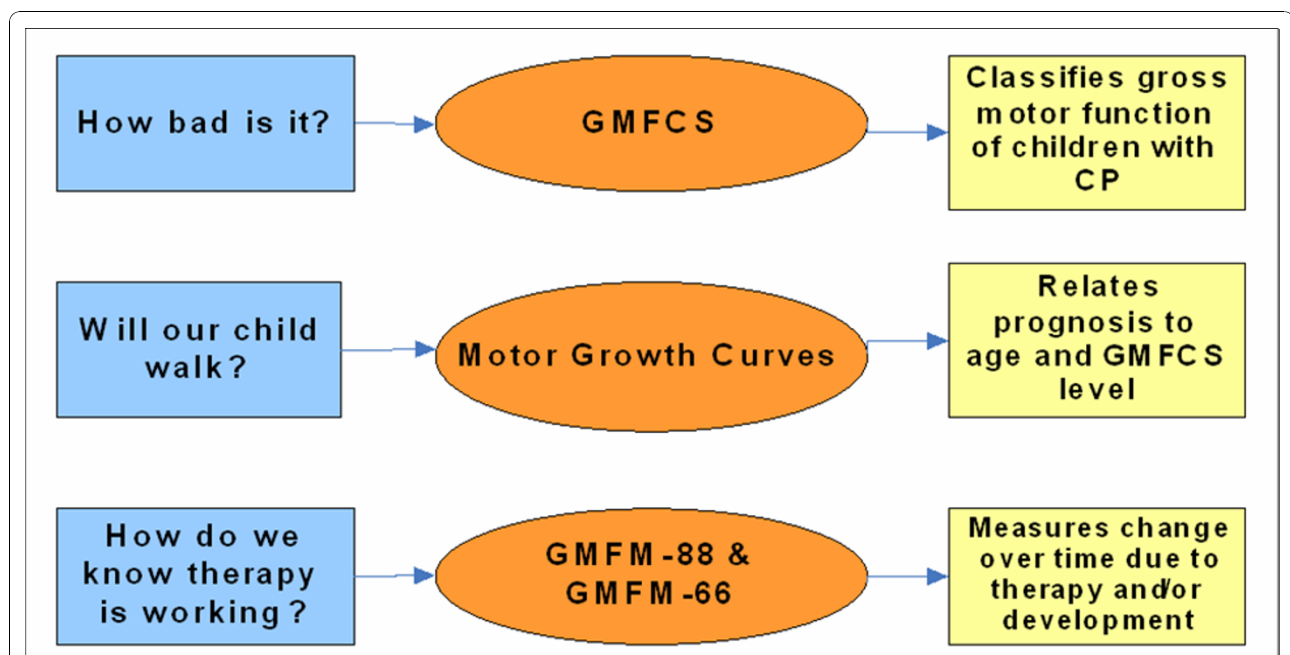 How bad is it?
GMFCS
Classifies gross
motor function
of children with
CP
Will our child
walk?
Motor Growth Curves
Relates
prognosis to
age and GMFCS
level
How do we
know therapy
is working?
GMFM-88 &
GMFM-66
Measures change
over time due to
therapy and/or
development